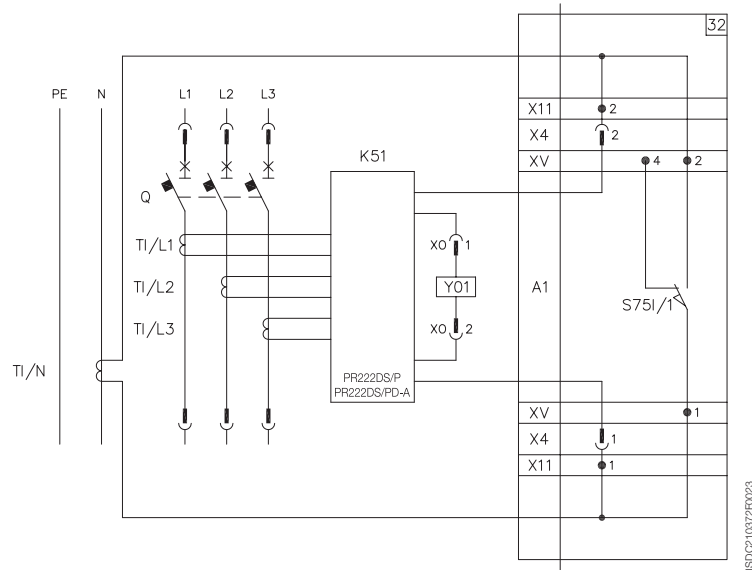 32
PE N L1 L2 L3
X11 2
X4 2
K51
XV 4 2
Q
TI/L1
X0 1
TI/L2 Y01 A1
S75I/1
TI/L3
X0 2
TI/N
PR222DS/P
PR222DS/PD-A
XV 1
X4 1
X11 1
1SDC210372F0023